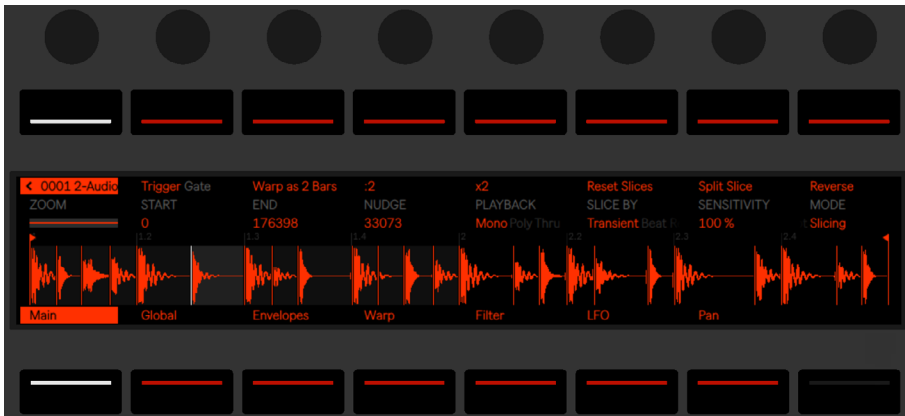 < 0001 2-Audio Trigger Gate Warp as 2 Bars :2 x2 Reset Slices Split Slice Reverse
ZOOM START END NUDGE PLAYBACK SLICE BY SENSITIVITY MODE
0 176398 33073 Mono Poly Thru Transient Beat 100 % Slicing
1.2 1.3 1.4 2 2.2 2.3 2.4
Main Global Envelopes Warp Filter LFO Pan